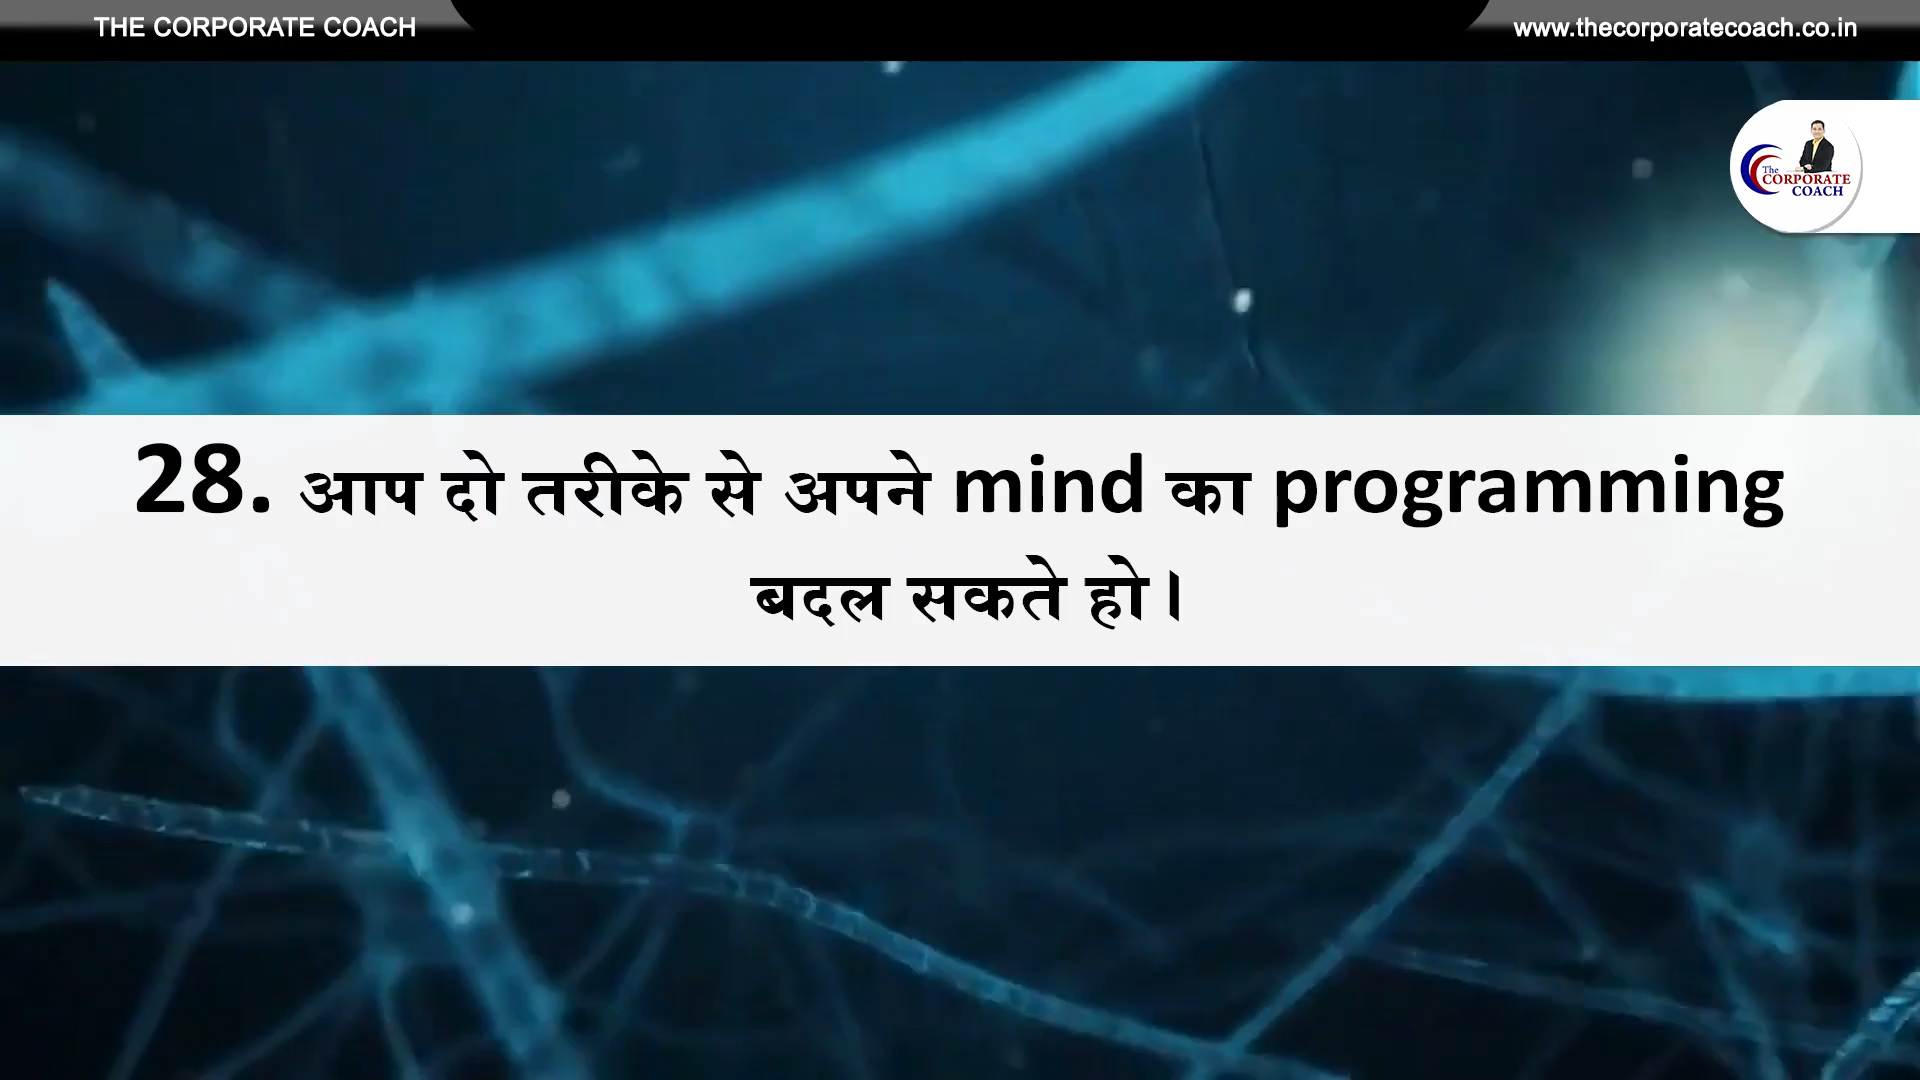 THE CORPORATE COACH
www.thecorporatecoach.co.in
The
CORPORATE
COACH
28. आप दो तरीके से अपने mind का programming
बदल सकते हो।